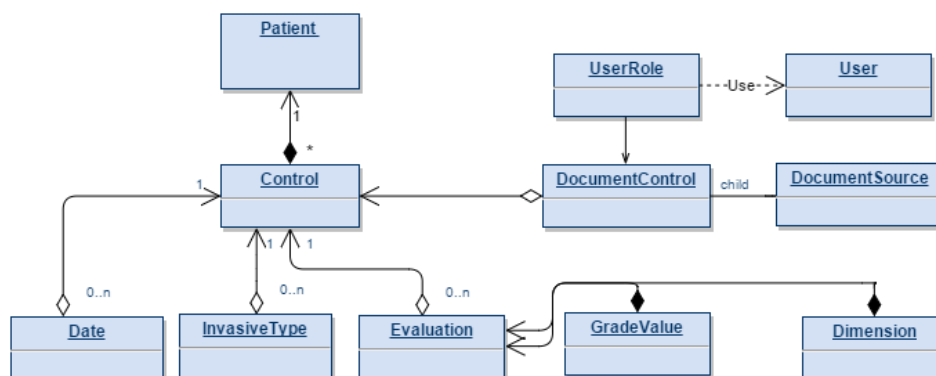 Patient
UserRole
Use
User
1
*
Control
1
DocumentControl
child
DocumentSource
1
1
0..n
0..n
0..n
Date
InvasiveType
Evaluation
GradeValue
Dimension